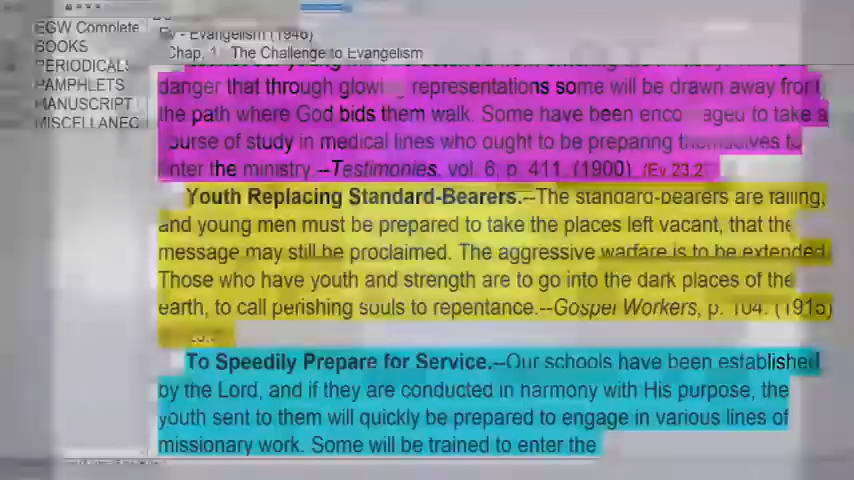 EGW Complete
BOOKS
PERIODICALS
PAMPHLETS
MANUSCRIPT
MISCELLANEO
Ev - Evangelism (1946)
Chap. 1 - The Challenge to Evangelism
danger that through glowing representations some will be drawn away from
the path where God bids them walk. Some have been encouraged to take a
course of study in medical lines who ought to be preparing themselves to
enter the ministry.--Testimonies, vol. 6, p. 411. (1900) (Ev 23.2)
Youth Replacing Standard-Bearers.--The standard-bearers are falling,
and young men must be prepared to take the places left vacant, that the
message may still be proclaimed. The aggressive warfare is to be extended.
Those who have youth and strength are to go into the dark places of the
earth, to call perishing souls to repentance.--Gospel Workers, p. 104. (1915)
To Speedily Prepare for Service.--Our schools have been established
by the Lord, and if they are conducted in harmony with His purpose, the
youth sent to them will quickly be prepared to engage in various lines of
missionary work. Some will be trained to enter the